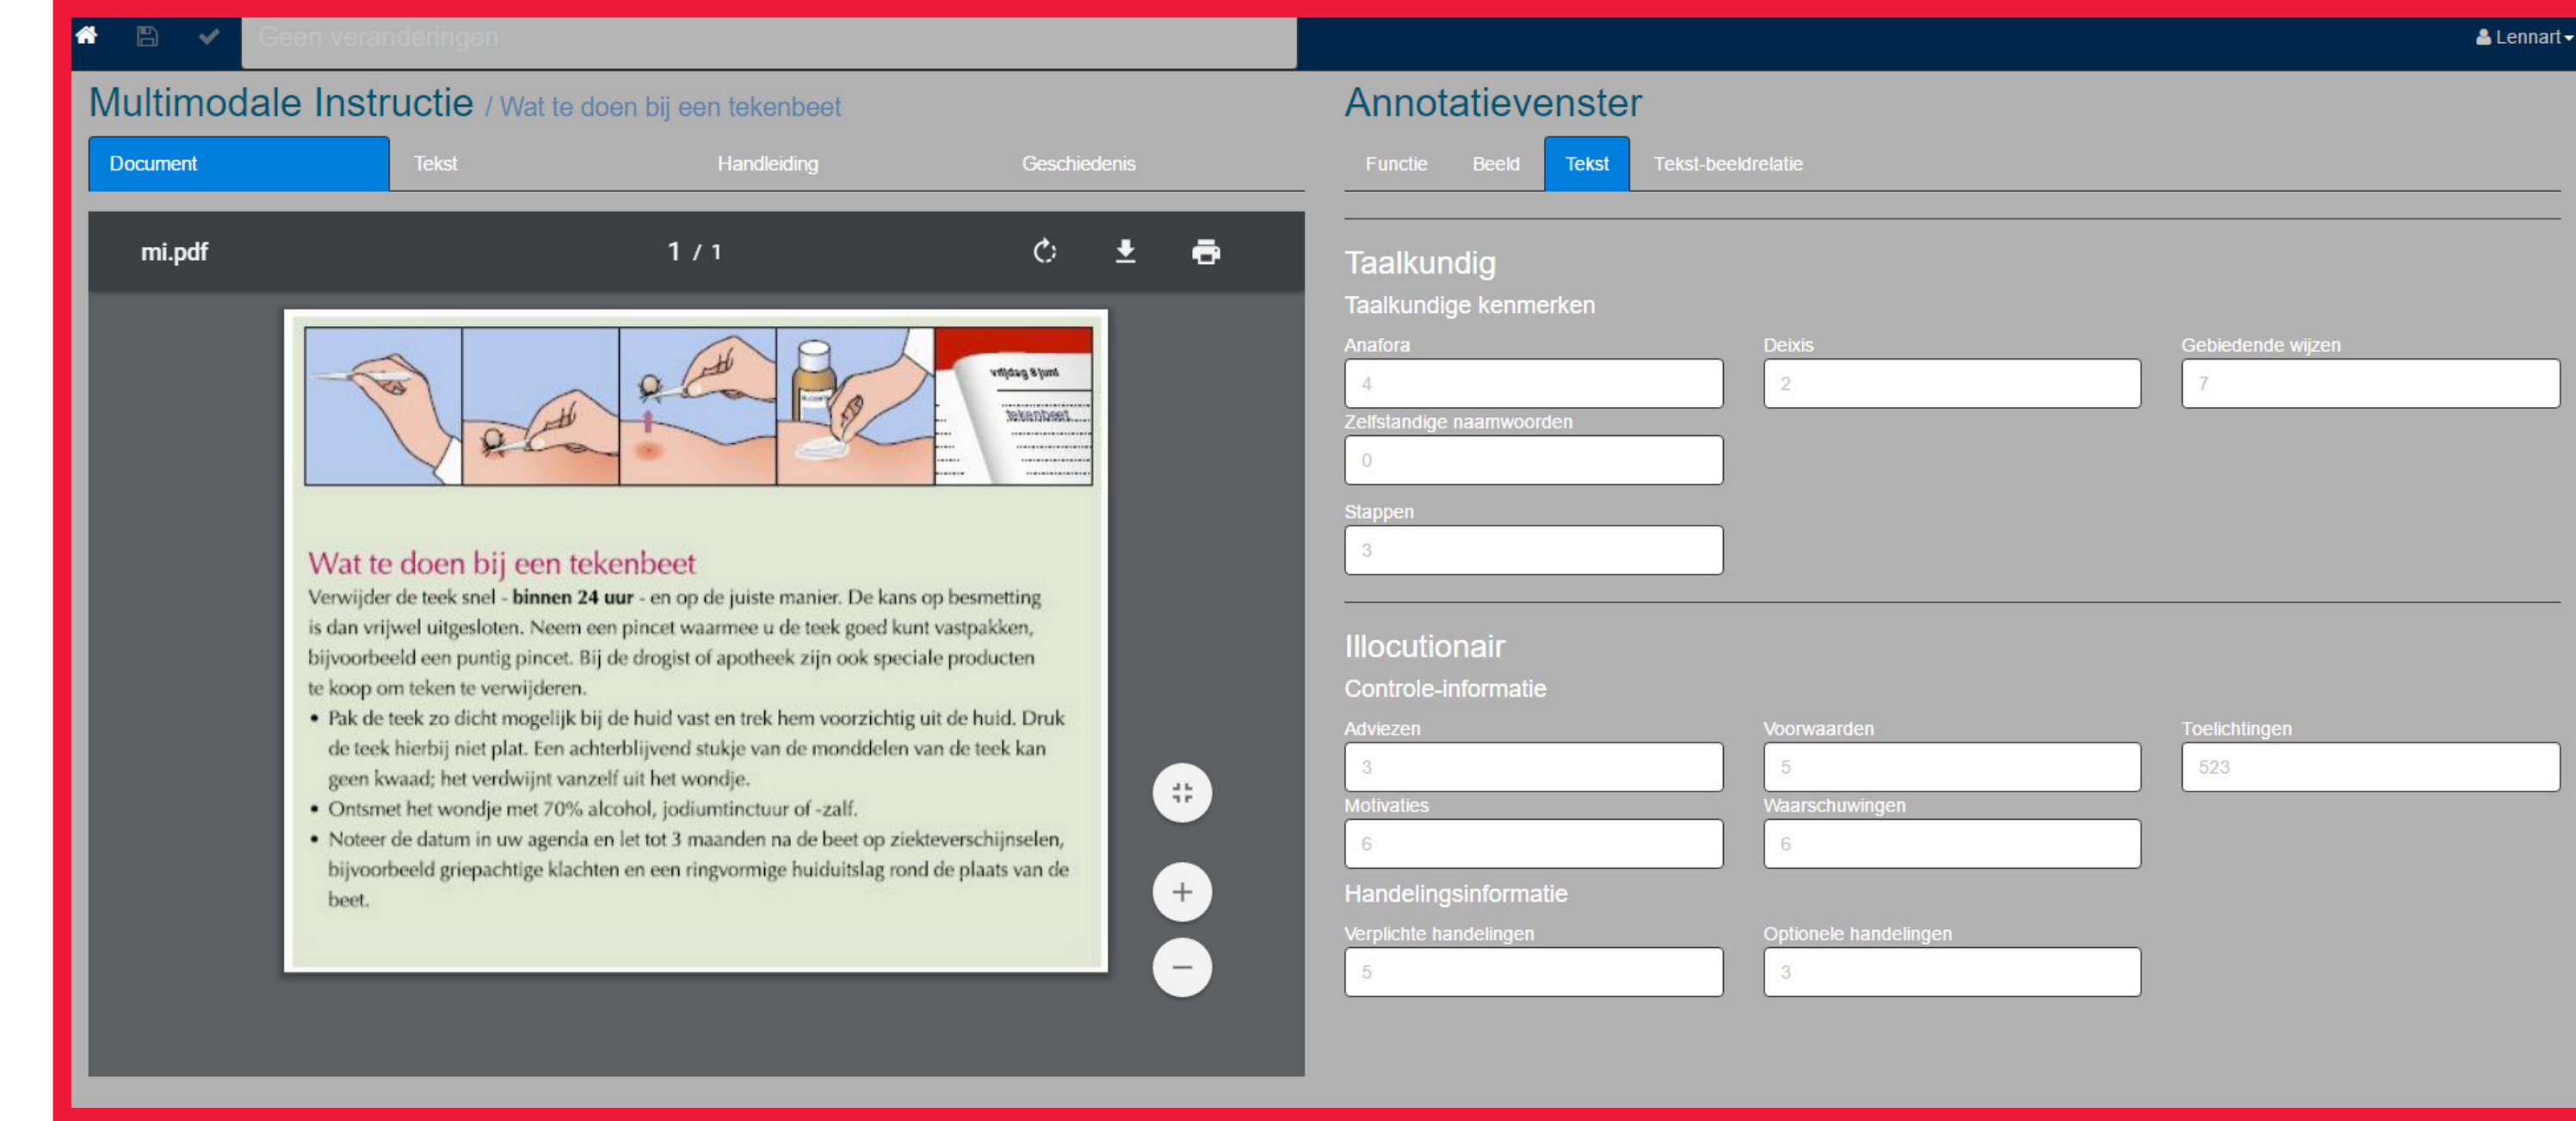 Geen veranderingen
Lennart
Multimodale Instructie / Wat te doen bij een tekenbeet
Document
Tekst
Handleiding
Geschiedenis
mi.pdf
1 / 1
vrijdag 8 juni
tekenbeet
Wat te doen bij een tekenbeet
Verwijder de teek snel - binnen 24 uur - en op de juiste manier. De kans op besmetting
is dan vrijwel uitgesloten. Neem een pincet waarmee u de teek goed kunt vastpakken,
bijvoorbeeld een puntig pincet. Bij de drogist of apotheek zijn ook speciale producten
te koop om teken te verwijderen.
• Pak de teek zo dicht mogelijk bij de huid vast en trek hem voorzichtig uit de huid. Druk
de teek hierbij niet plat. Een achterblijvend stukje van de monddelen van de teek kan
geen kwaad; het verdwijnt vanzelf uit het wondje.
• Ontsmet het wondje met 70% alcohol, jodiumtinctuur of -zalf.
• Noteer de datum in uw agenda en let tot 3 maanden na de beet op ziekteverschijnselen,
bijvoorbeeld griepachtige klachten en een ringvormige huiduitslag rond de plaats van de
beet.
Annotatievenster
Functie
Beeld
Tekst
Tekst-beeldrelatie
Taalkundig
Taalkundige kenmerken
Anafora
4
Deixis
2
Gebiedende wijzen
7
Zelfstandige naamwoorden
0
Stappen
3
Illocutionair
Controle-informatie
Adviezen
3
Voorwaarden
5
Toelichtingen
523
Motivaties
6
Waarschuwingen
6
Handelingsinformatie
Verplichte handelingen
5
Optionele handelingen
3